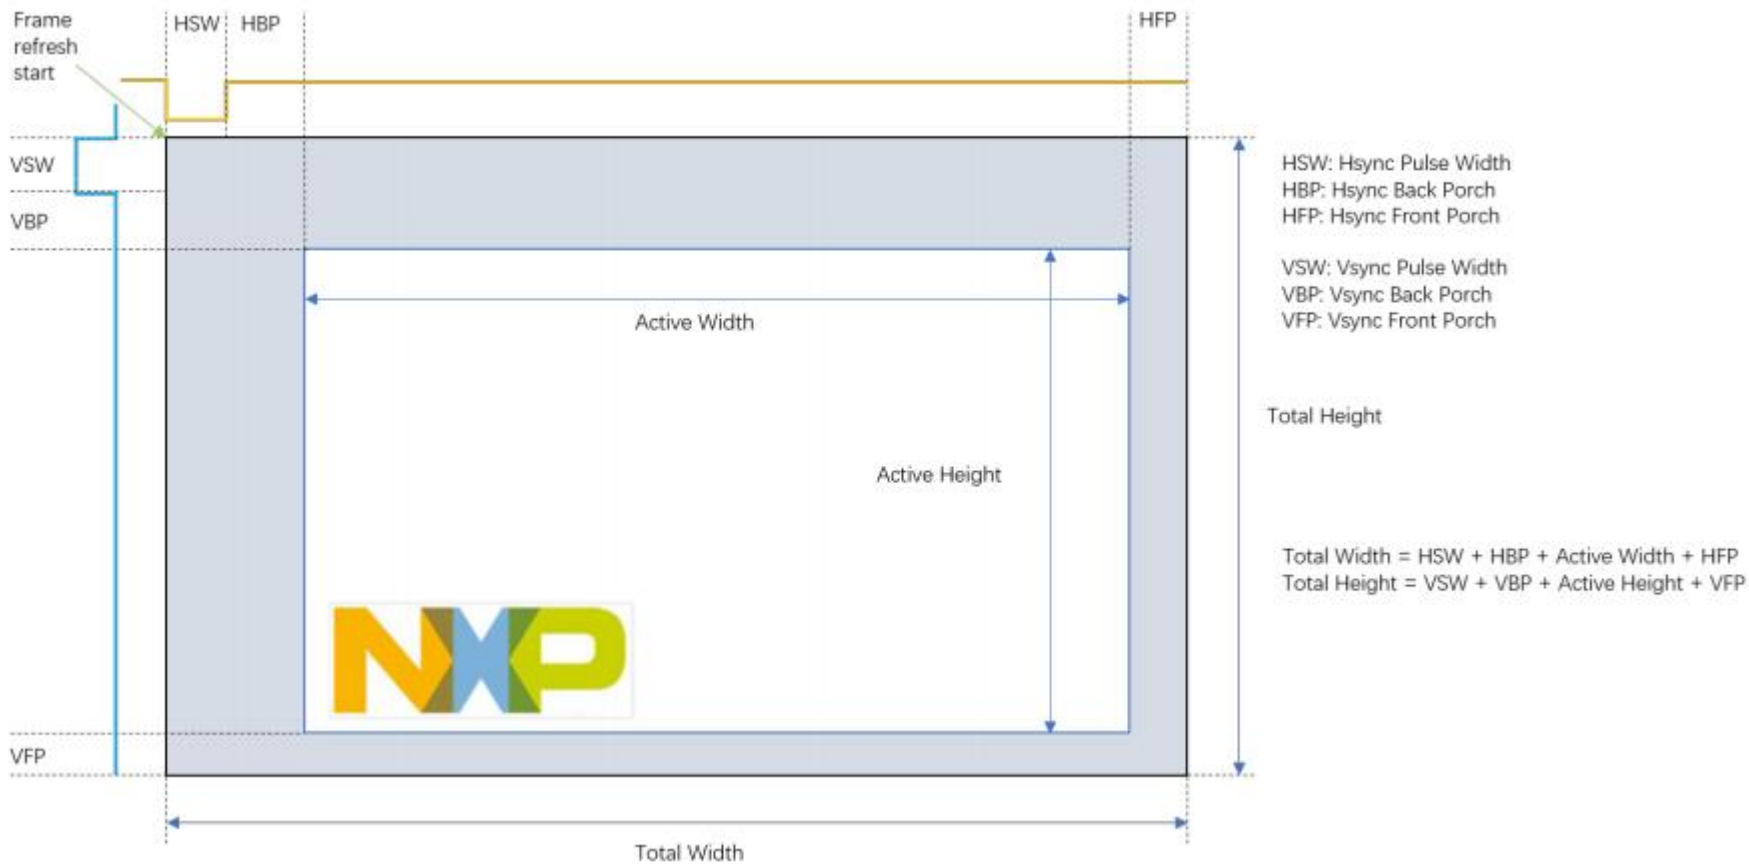 Frame
refresh
start
HSW
HBP
HFP
VSW
VBP
VFP
Active Width
Active Height
NXP
Total Width
Total Height
HSW: Hsync Pulse Width
HBP: Hsync Back Porch
HFP: Hsync Front Porch
VSW: Vsync Pulse Width
VBP: Vsync Back Porch
VFP: Vsync Front Porch
Total Width = HSW + HBP + Active Width + HFP
Total Height = VSW + VBP + Active Height + VFP